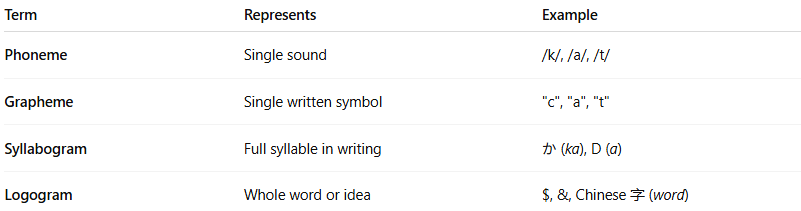 Term Represents Example
Phoneme Single sound /k/, /a/, /t/
Grapheme Single written symbol "c", "a", "t"
Syllabogram Full syllable in writing か (ka), D (a)
Logogram Whole word or idea $, &, Chinese 字 (word)